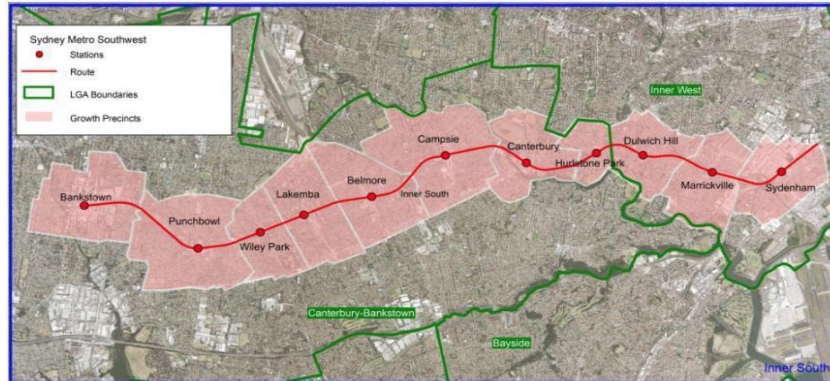 Sydney Metro Southwest
Stations
Route
LGA Boundaries
Growth Precincts
Inner West
Campsie
Canterbury
Dulwich Hill
Hurlstone Park
Bankstown
Lakemba
Belmore
Inner South
Marrickville
Sydenham
Punchbowl
Wiley Park
Canterbury-Bankstown
Bayside
Inner South